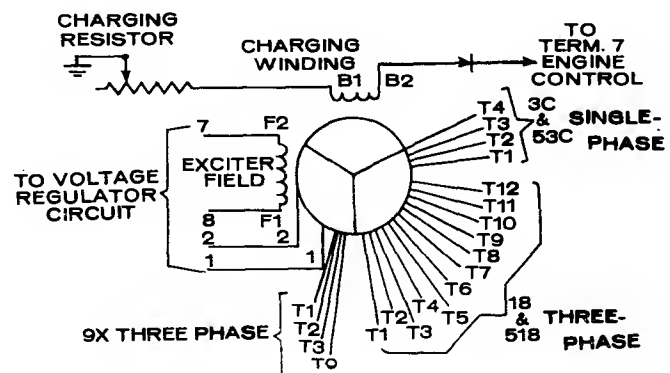 CHARGING
RESISTOR
CHARGING
WINDING
B1 B2
TO
TERM. 7
ENGINE
CONTROL
T4
T3
T2
T1
3C
&
53C
SINGLE-
PHASE
7 F2
EXCITER
FIELD
TO VOLTAGE
REGULATOR
CIRCUIT
8 F1
2 2
1 1
T12
T11
T10
T9
T8
T7
T6
T5
T4
T3
T2
T1
18
&
518
THREE-
PHASE
9X THREE PHASE
T1
T2
T3